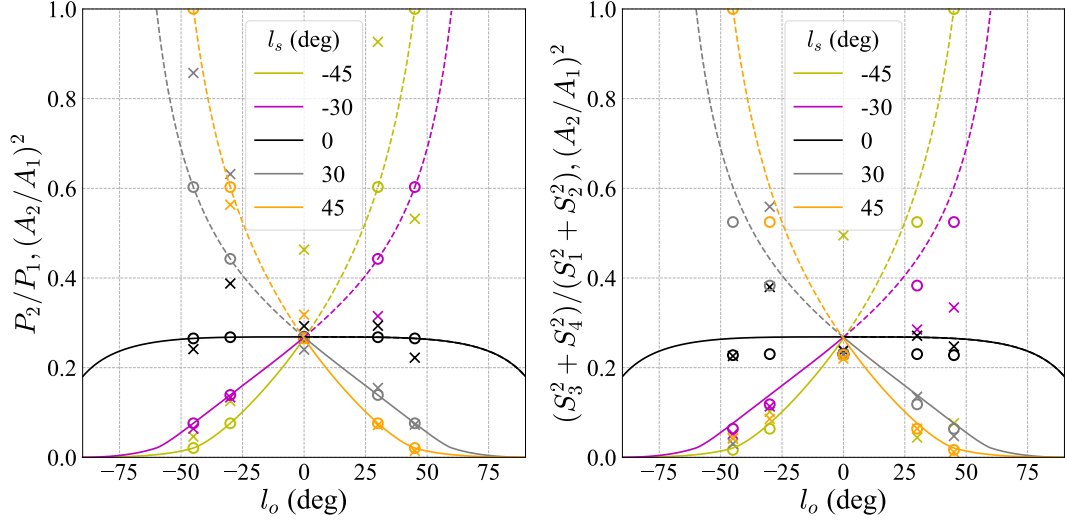 P₂/P₁, (A₂/A₁)²
1.0
0.8
0.6
0.4
0.2
0.0
lₛ (deg)
-45
-30
0
30
45
−75 −50 −25 0 25 50 75
lₒ (deg)
(S₃² + S₄²)/(S₁² + S₂²), (A₂/A₁)²
1.0
0.8
0.6
0.4
0.2
0.0
lₛ (deg)
-45
-30
0
30
45
−75 −50 −25 0 25 50 75
lₒ (deg)